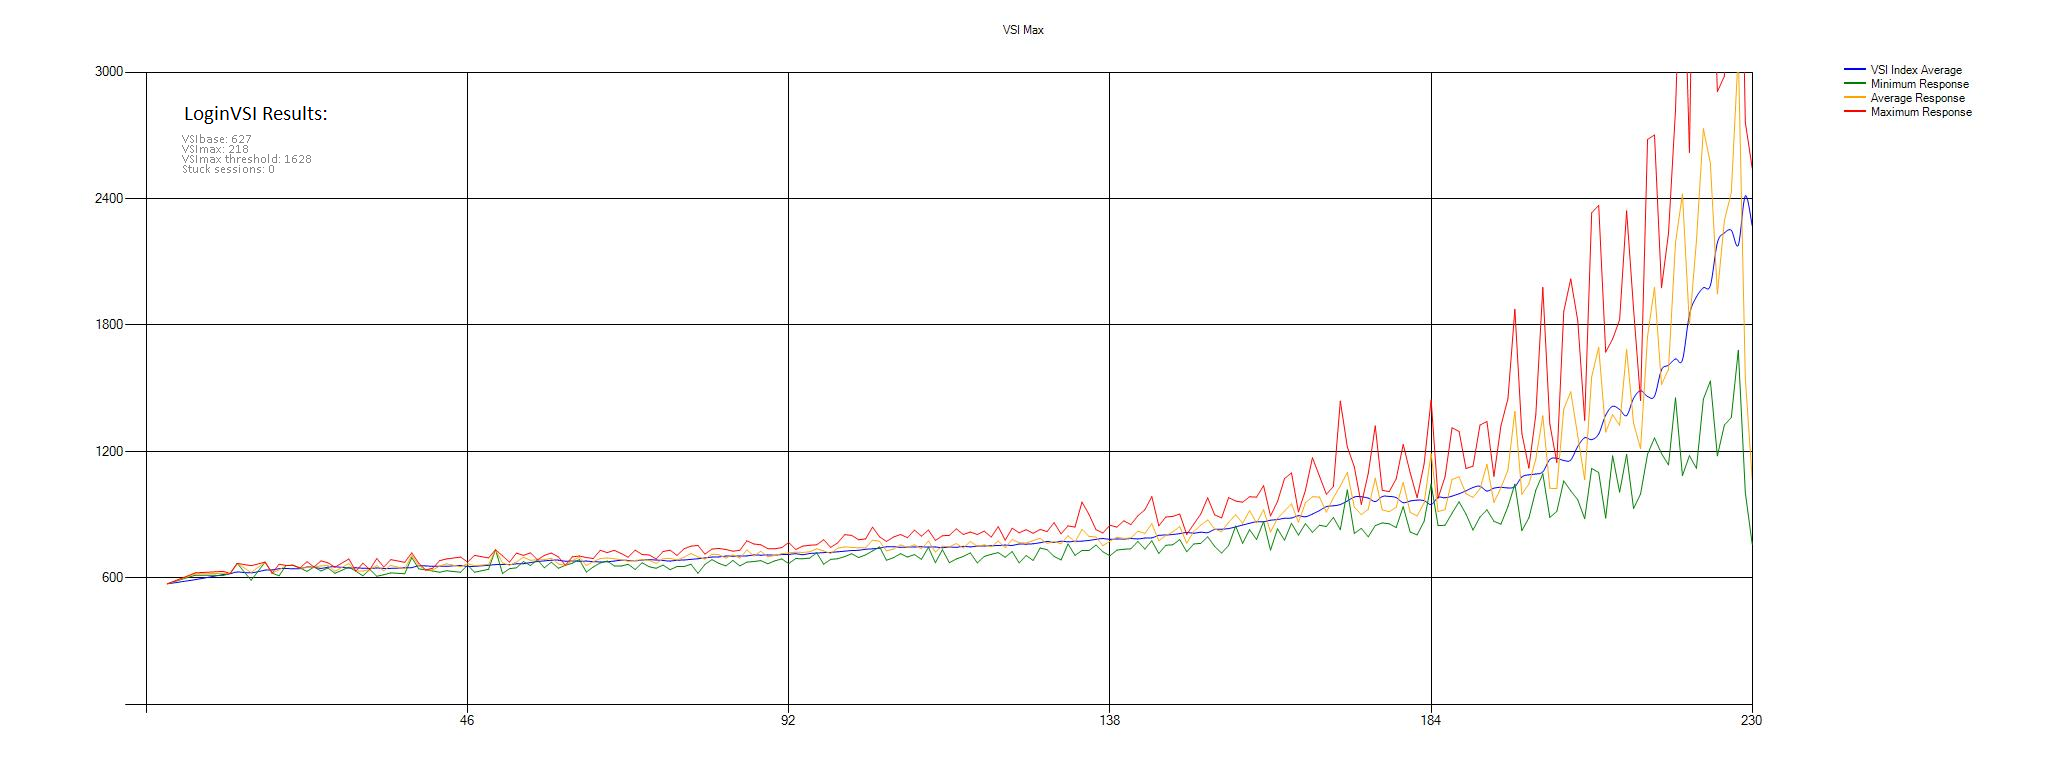 VSI Max
3000
2400
1800
1200
600
LoginVSI Results:
VSIbase: 627
VSImax: 218
VSImax threshold: 1628
Stuck sessions: 0
VSI Index Average
Minimum Response
Average Response
Maximum Response
46
92
138
184
230